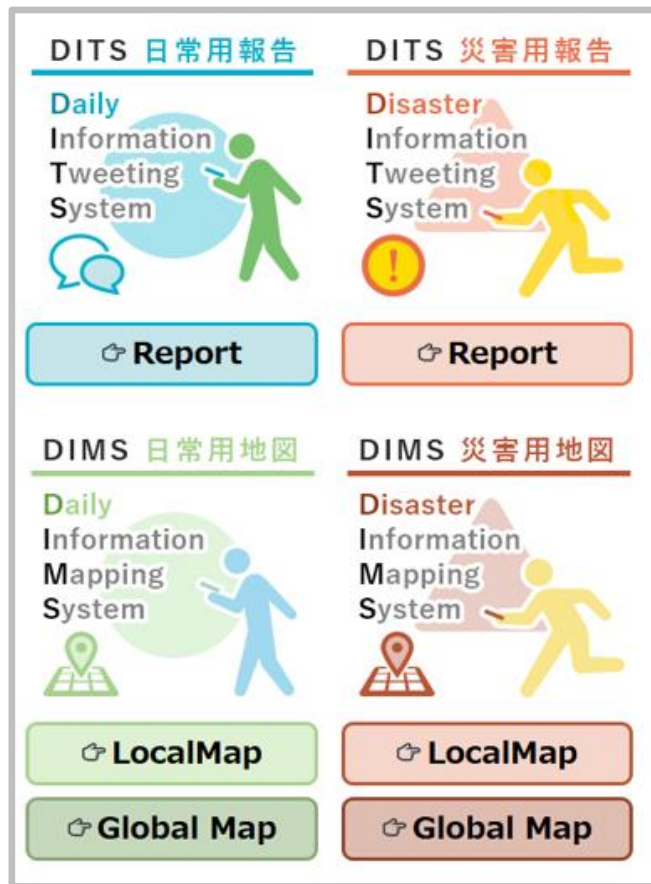 DITS 日常用報告
Daily
Information
Tweeting
System
Report
DITS 災害用報告
Disaster
Information
Tweeting
System
!
Report
DIMS 日常用地図
Daily
Information
Mapping
System
LocalMap
Global Map
DIMS 災害用地図
Disaster
Information
Mapping
System
LocalMap
Global Map